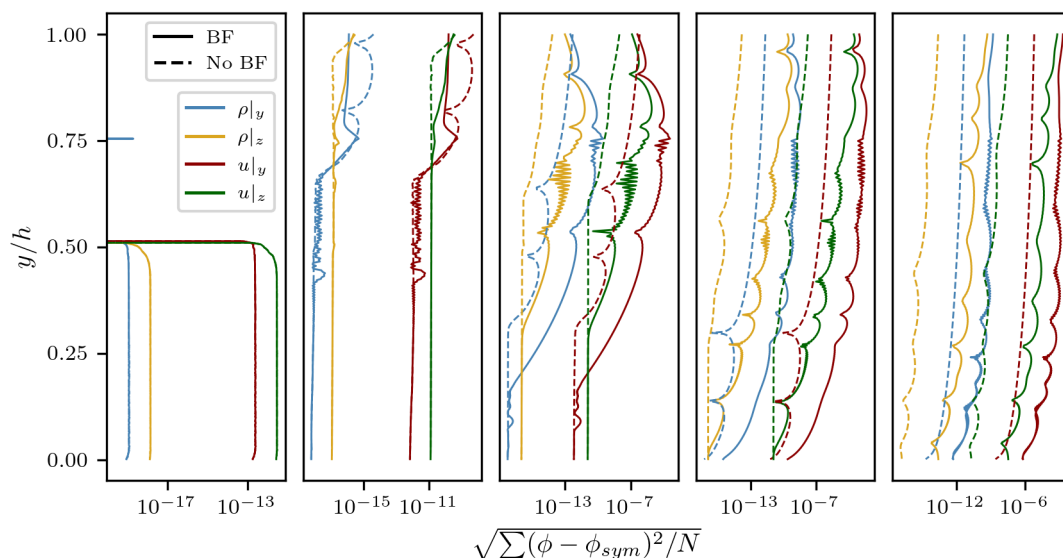 1.00
0.75
0.50
0.25
0.00
y/h
BF
No BF
ρ|y
ρ|z
u|y
u|z
10⁻¹⁷ 10⁻¹³
10⁻¹⁵ 10⁻¹¹
10⁻¹³ 10⁻⁷
10⁻¹³ 10⁻⁷
10⁻¹² 10⁻⁶
√∑(ϕ − ϕsym)²/N